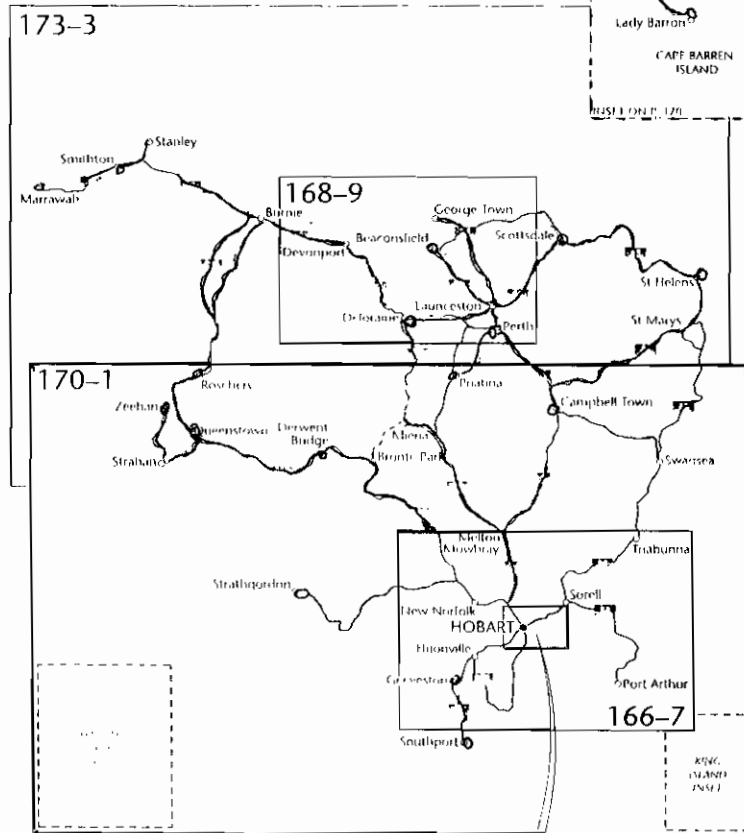 173–3
Lady Barron
CAPE BARREN
ISLAND
INSET ON P. 170
Stanley
Smithton
Marrawah
168–9
Burnie
George Town
Beaconsfield
Scottsdale
Devonport
St Helens
Launceston
Deloraine
Perth
St Marys
170–1
Rosebery
Poatina
Zeehan
Campbell Town
Queenstown
Derwent
Bridge
Miena
Bronte Park
Strahan
Swansea
Melton
Mowbray
Triabunna
Strathgordon
Sorell
New Norfolk
HOBART
Huonville
Geeveston
Port Arthur
166–7
Southport
KING
ISLAND
INSET